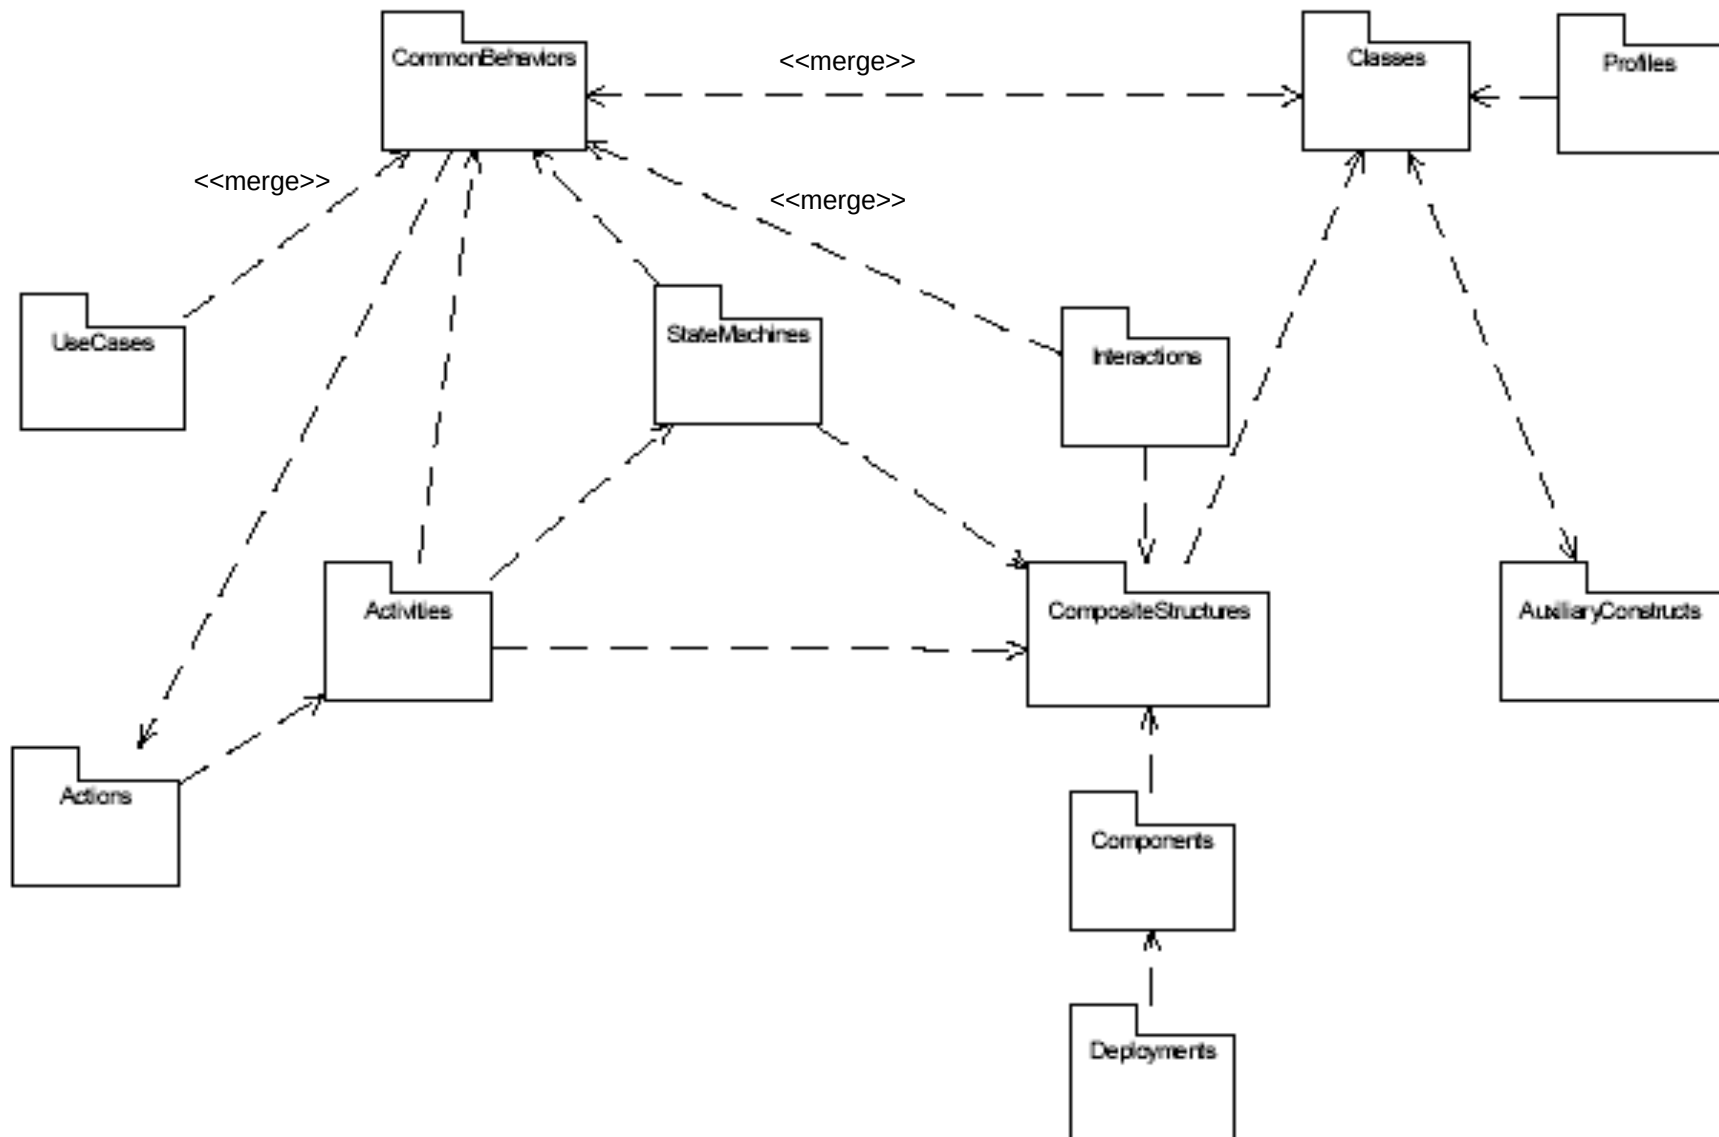 CommonBehaviors
<<merge>>
Classes
Profiles
<<merge>>
<<merge>>
UseCases
StateMachines
Interactions
Activities
CompositeStructures
AuxiliaryConstructs
Actions
Components
Deployments